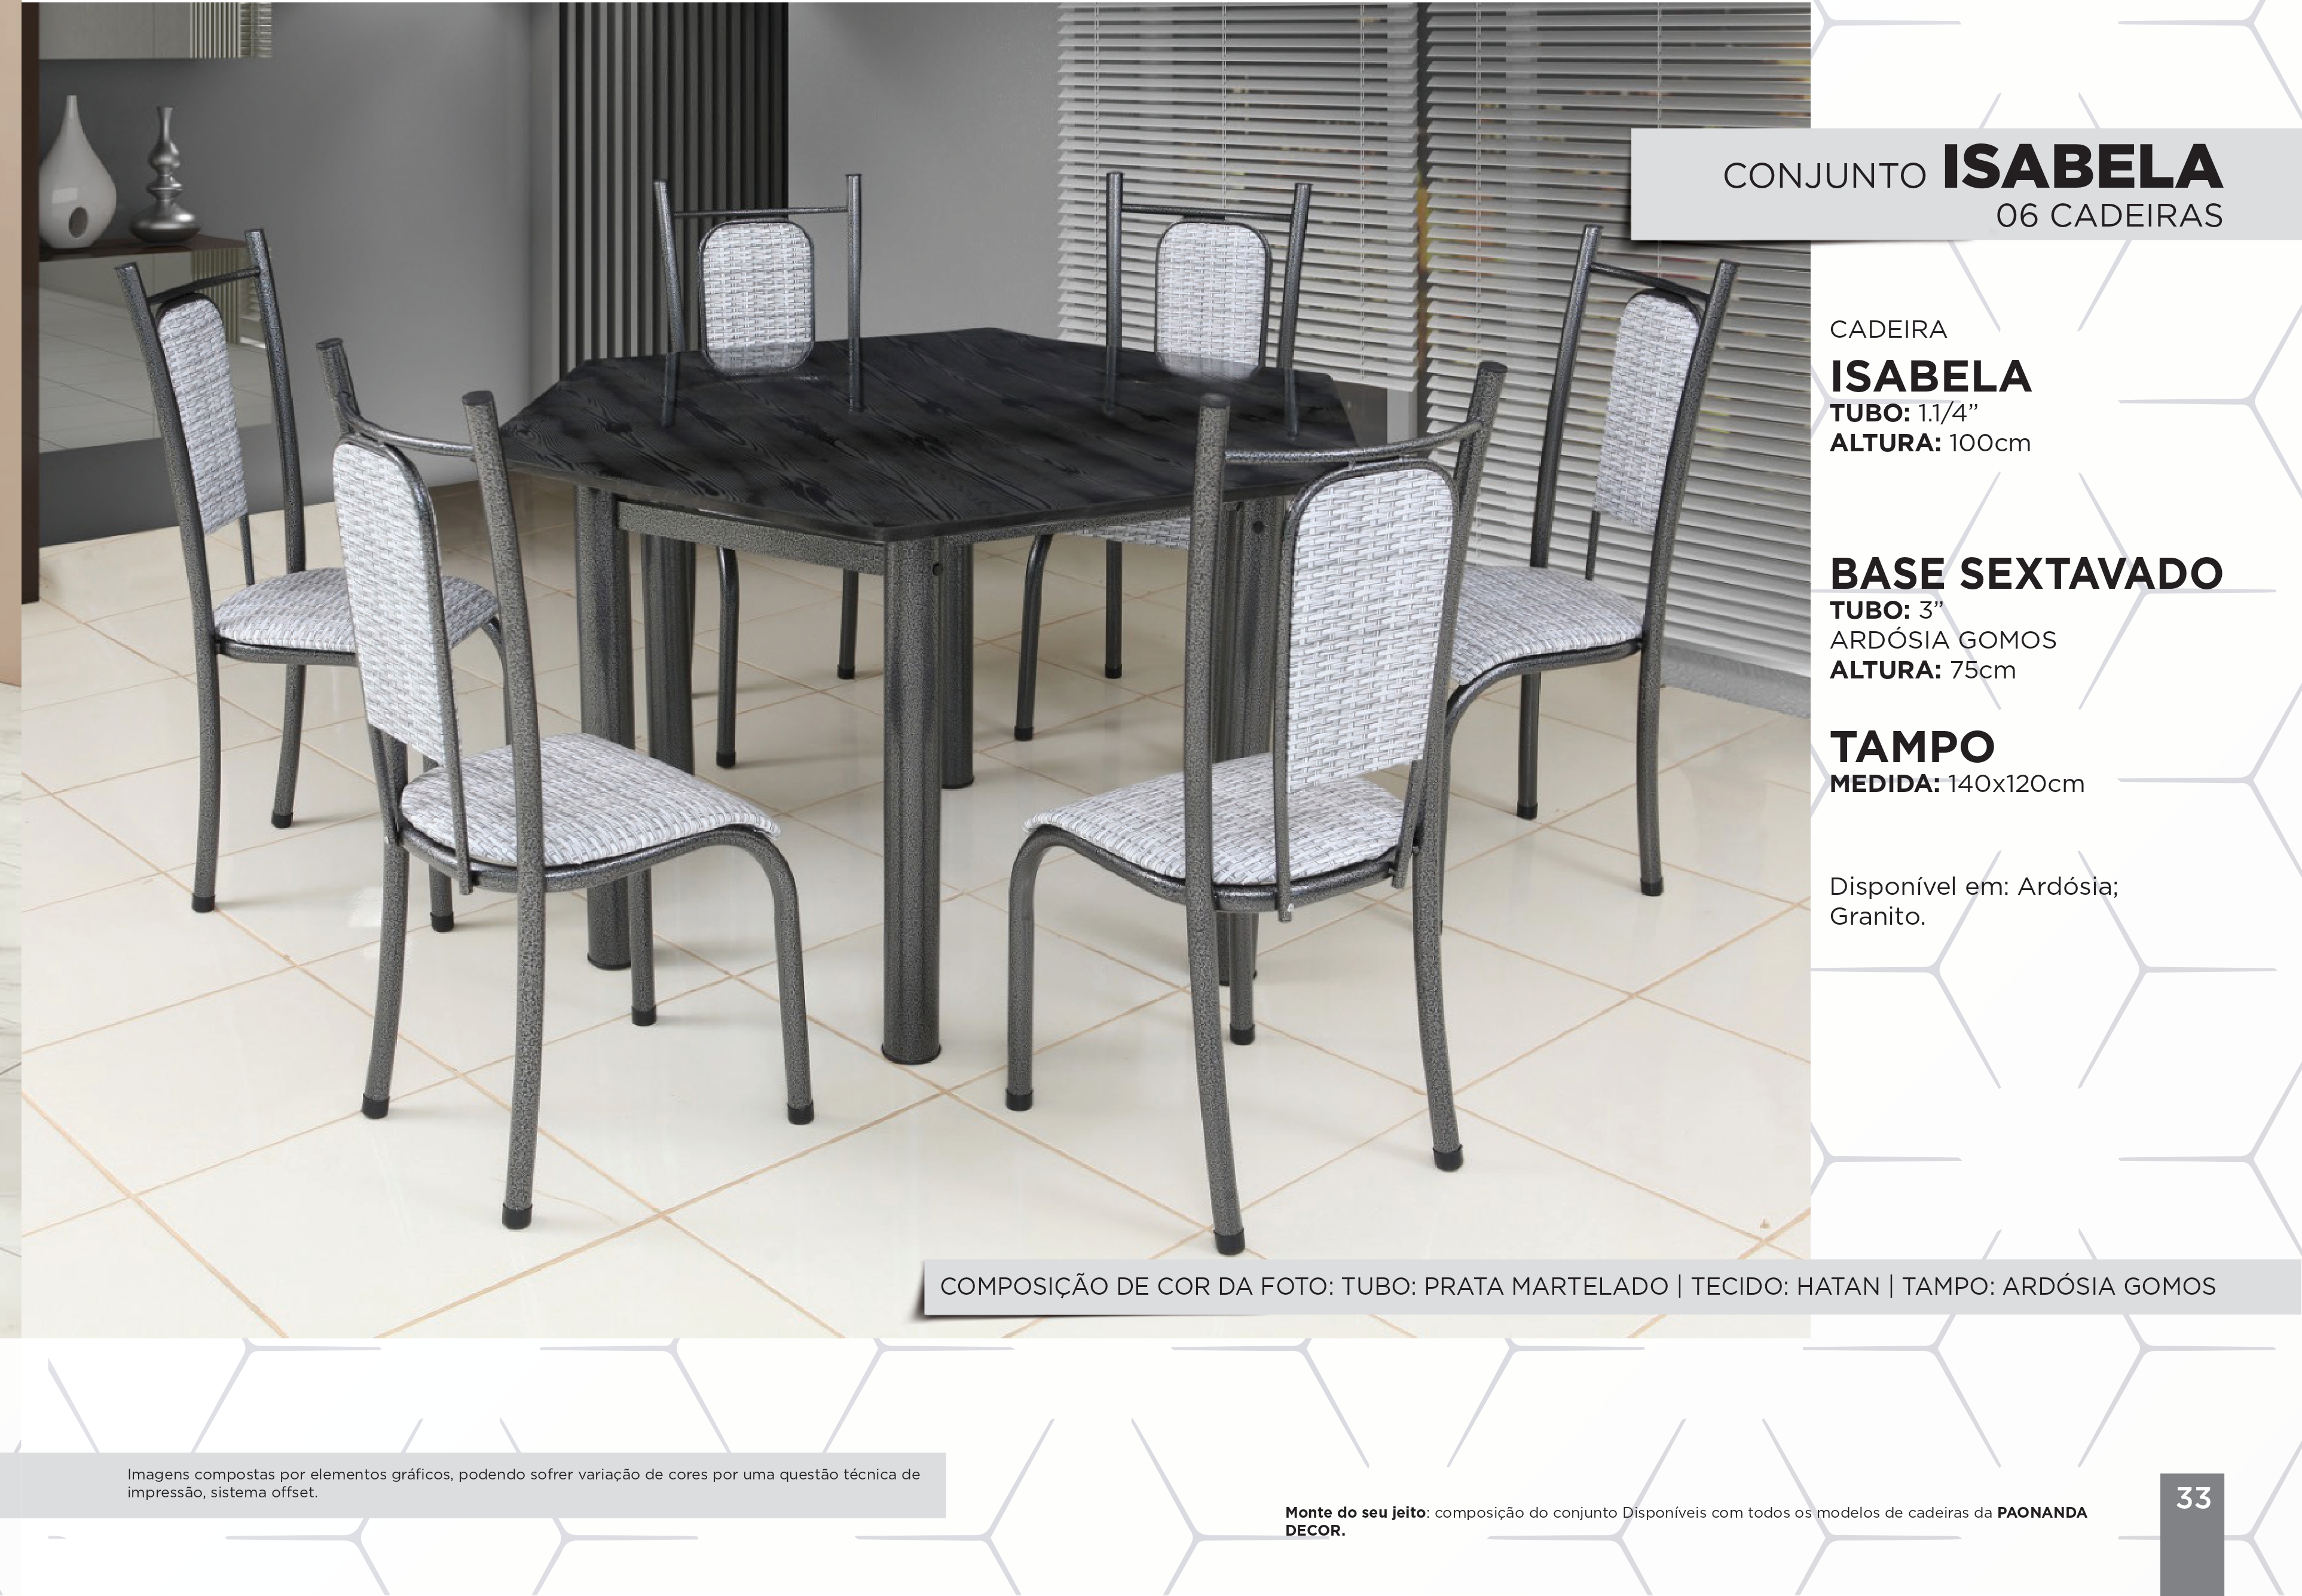 CONJUNTO ISABELA
06 CADEIRAS
CADEIRA
ISABELA
TUBO: 1.1/4”
ALTURA: 100cm
BASE SEXTAVADO
TUBO: 3”
ARDÓSIA GOMOS
ALTURA: 75cm
TAMPO
MEDIDA: 140x120cm
Disponível em: Ardósia;
Granito.
COMPOSIÇÃO DE COR DA FOTO: TUBO: PRATA MARTELADO | TECIDO: HATAN | TAMPO: ARDÓSIA GOMOS
Imagens compostas por elementos gráficos, podendo sofrer variação de cores por uma questão técnica de
impressão, sistema offset.
Monte do seu jeito: composição do conjunto Disponíveis com todos os modelos de cadeiras da PAONANDA
DECOR.
33